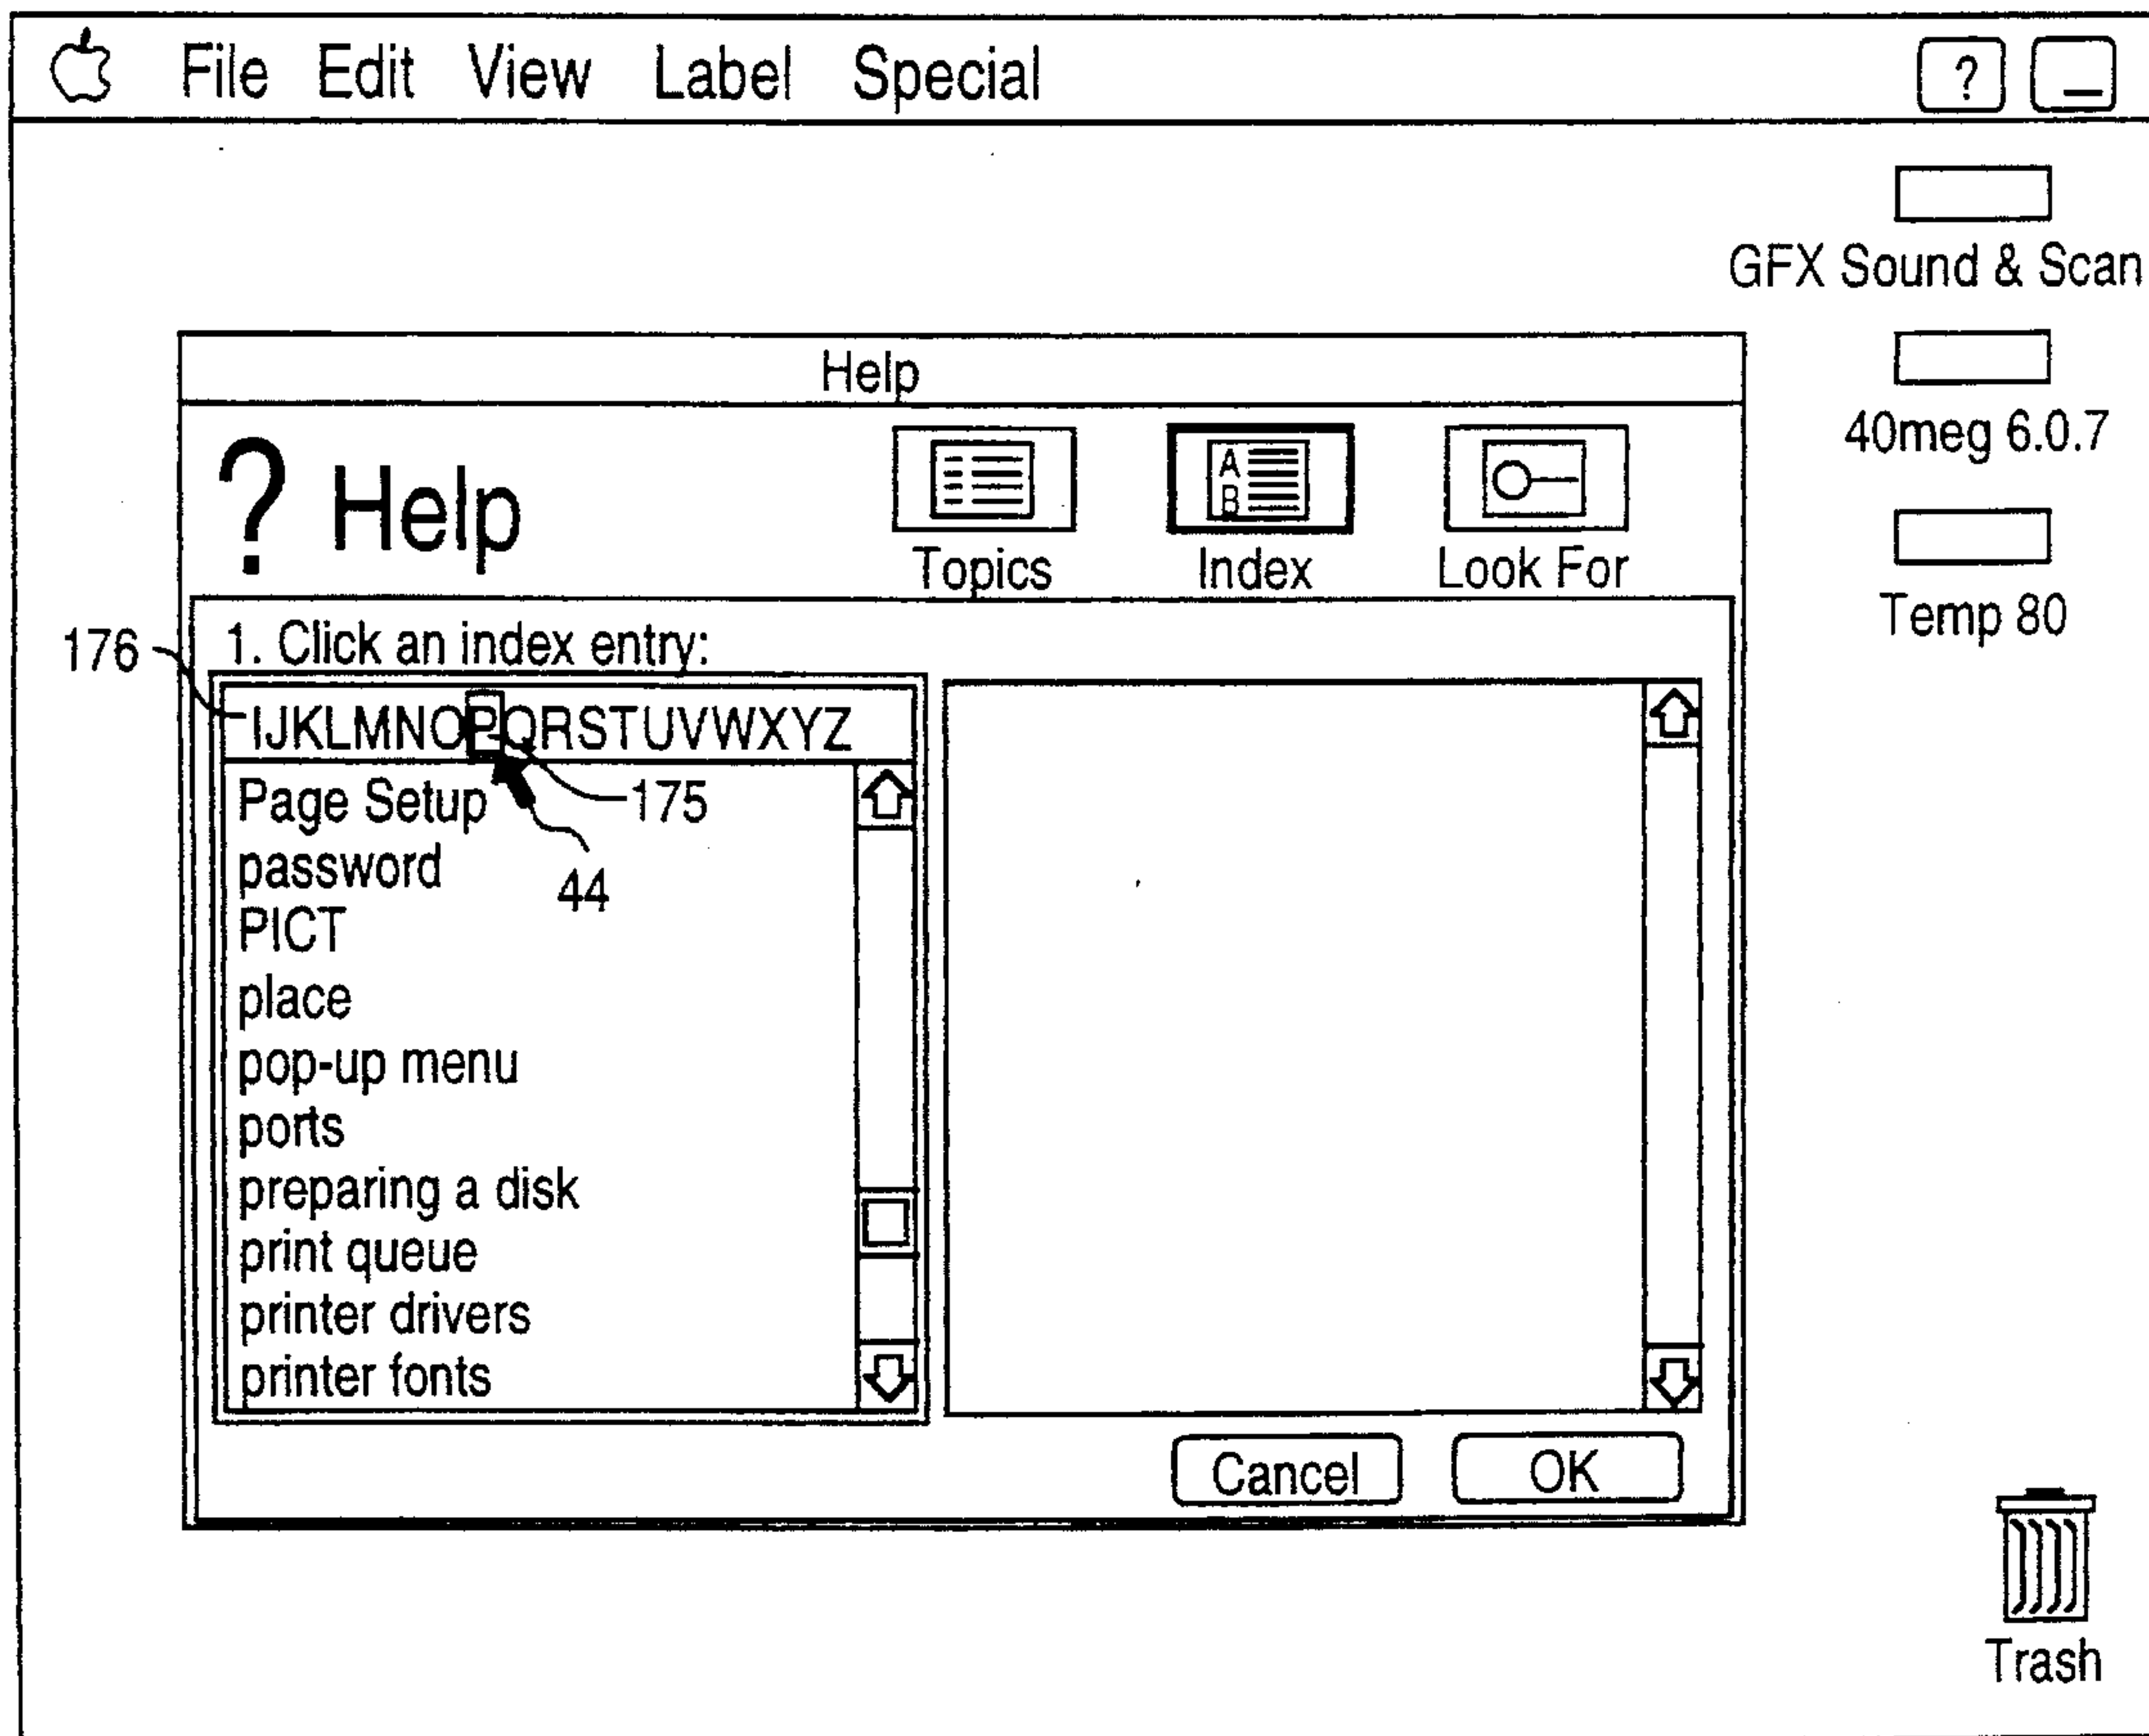 File Edit View Label Special ?
GFX Sound & Scan
40meg 6.0.7
Temp 80
Help
? Help
A
B
Topics Index Look For
176
1. Click an index entry:
IJKLMNOPQRSTUVWXYZ
Page Setup
175
password
44
PICT
place
pop-up menu
ports
preparing a disk
print queue
printer drivers
printer fonts
Cancel OK
Trash